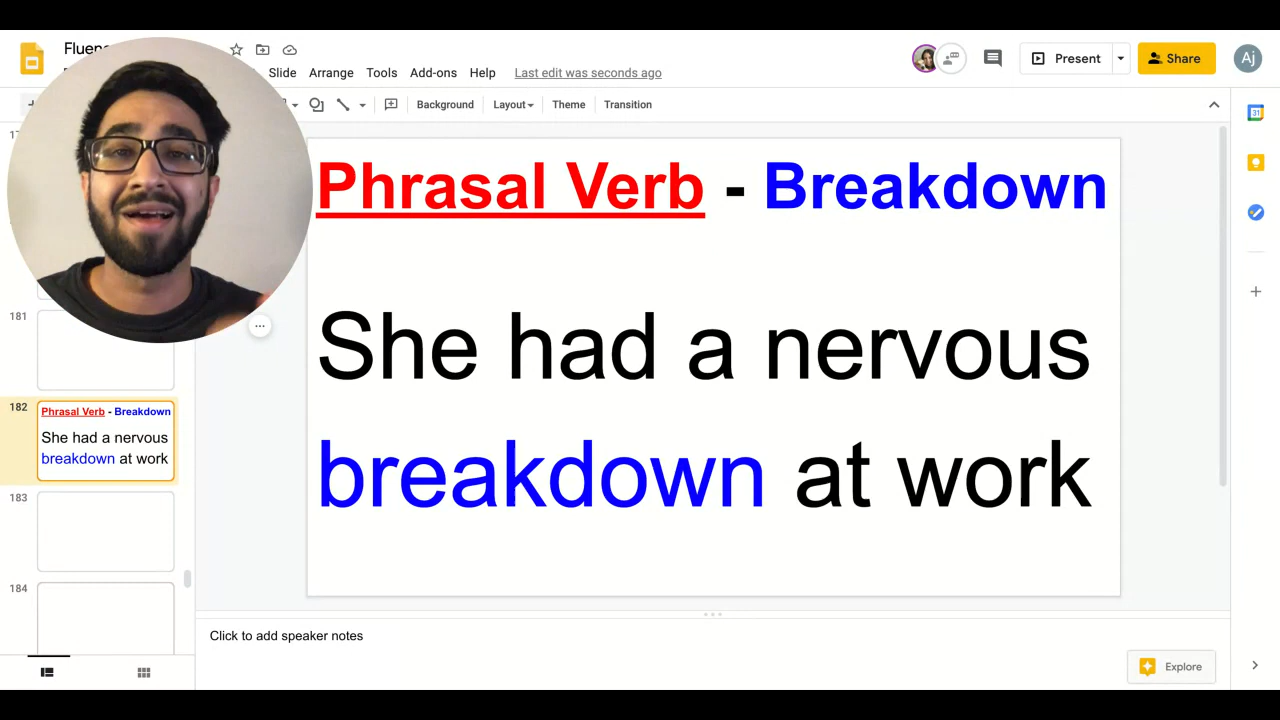 Fluen
Slide Arrange Tools Add-ons Help Last edit was seconds ago
Present
Share
Aj
Background Layout Theme Transition
31
Phrasal Verb - Breakdown
She had a nervous
breakdown at work
181
182
Phrasal Verb - Breakdown
She had a nervous
breakdown at work
183
184
Click to add speaker notes
Explore